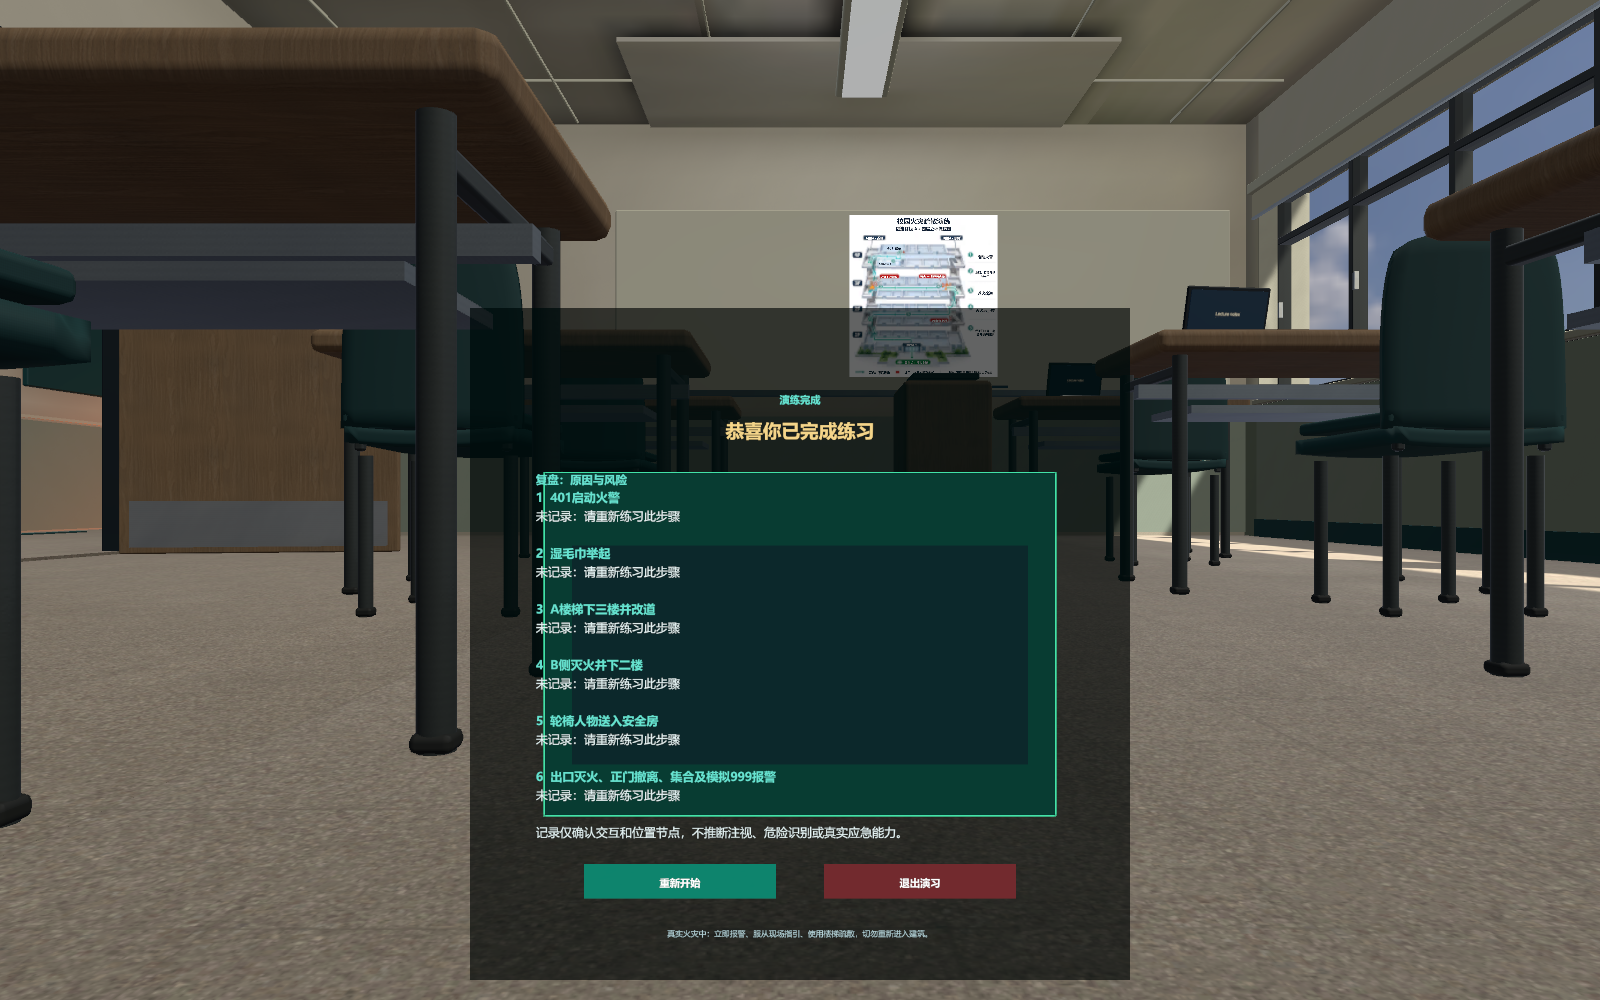 校园火灾疏散演练
演练完成
恭喜你已完成练习
复盘：原因与风险
1 401启动火警
未记录：请重新练习此步骤
2 湿毛巾举起
未记录：请重新练习此步骤
3 A楼梯下三楼并改道
未记录：请重新练习此步骤
4 B侧灭火并下二楼
未记录：请重新练习此步骤
5 轮椅人物送入安全房
未记录：请重新练习此步骤
6 出口灭火、正门撤离、集合及模拟999报警
未记录：请重新练习此步骤
记录仅确认交互和位置节点，不推断注视、危险识别或真实应急能力。
重新开始
退出演习
真实火灾中：立即报警、服从现场指引、使用楼梯疏散，切勿重新进入建筑。